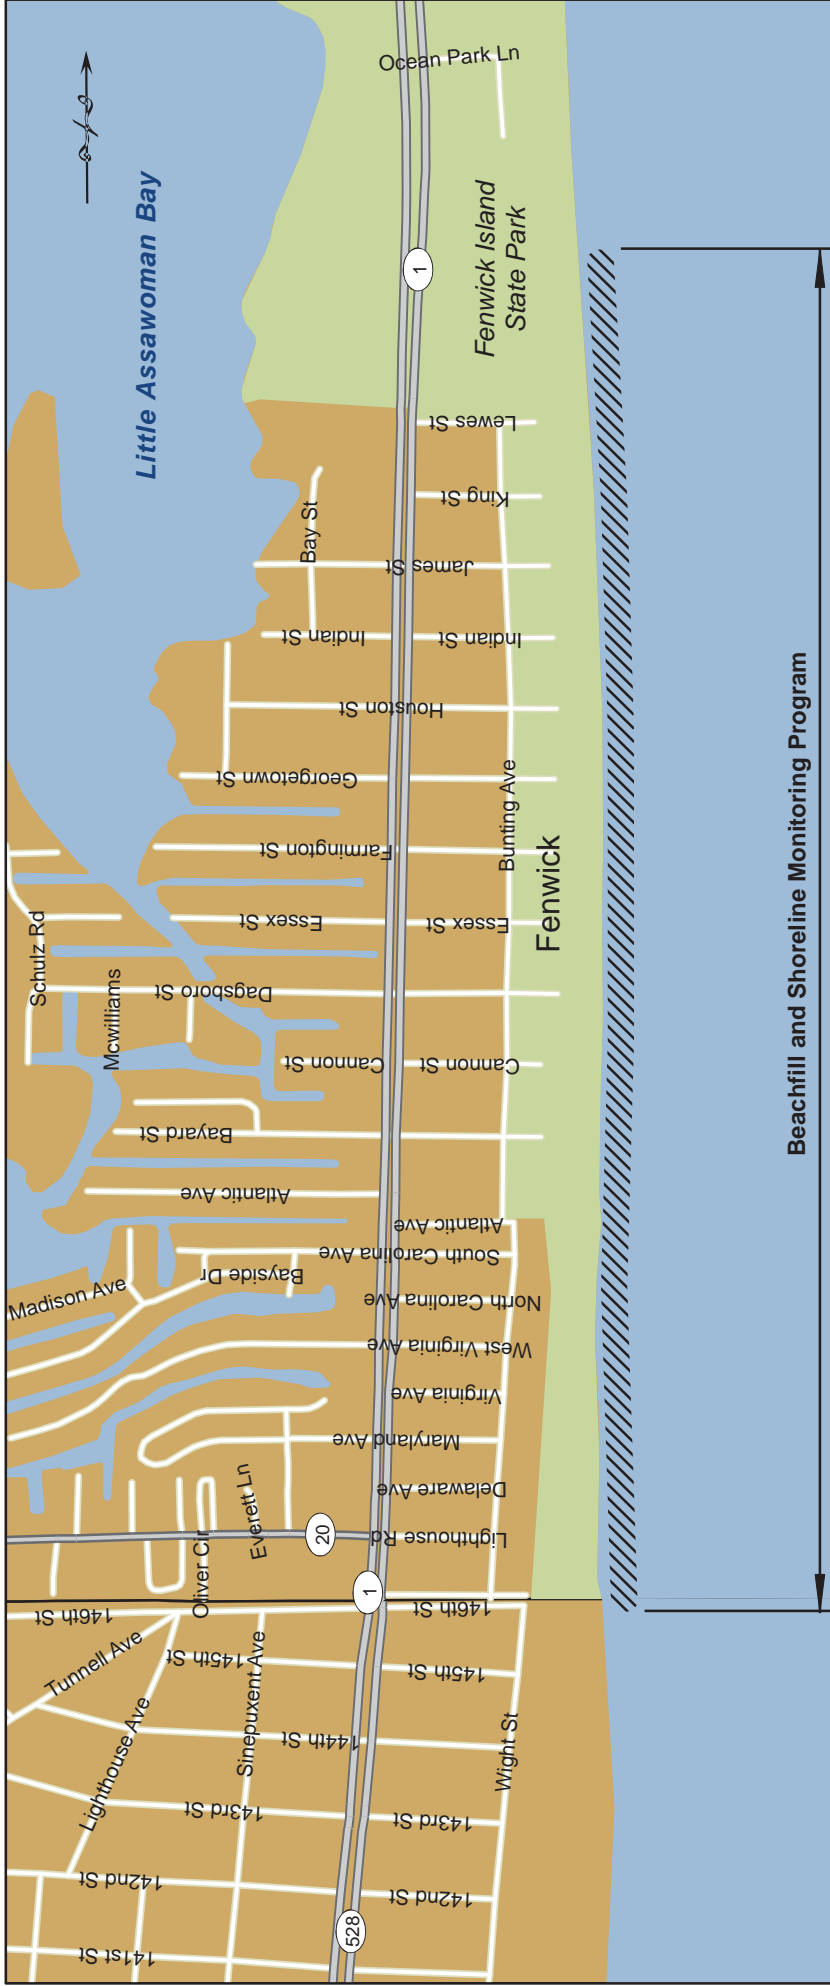 Ocean Park Ln
Little Assawoman Bay
Fenwick Island
State Park
1
Lewes St
King St
Bay St
James St
Indian St
Indian St
Houston St
Georgetown St
Bunting Ave
Farmington St
Fenwick
Essex St
Essex St
Schulz Rd
Mcwilliams
Dagsboro St
Cannon St
Cannon St
Bayard St
Atlantic Ave
Atlantic Ave
South Carolina Ave
Bayside Dr
Madison Ave
North Carolina Ave
West Virginia Ave
Virginia Ave
Maryland Ave
Delaware Ave
Everett Ln
20
Lighthouse Rd
Oliver Cir
1
146th St
146th St
Tunnell Ave
145th St
145th St
Sinepuxent Ave
Lighthouse Ave
144th St
Wight St
143rd St
143rd St
142nd St
142nd St
528
141st St
Beachfill and Shoreline Monitoring Program